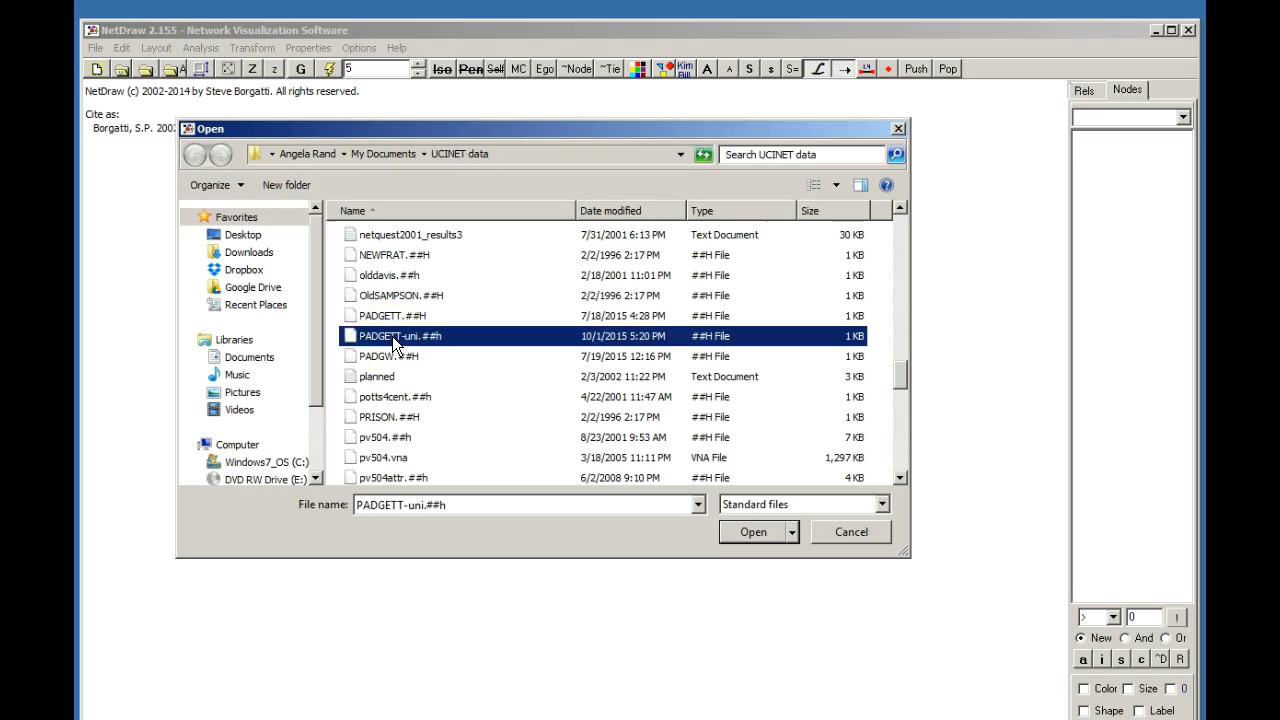 NetDraw 2.155 - Network Visualization Software
File Edit Layout Analysis Transform Properties Options Help
Z z G 5 Iso Pen Self MC Ego ~Node ~Tie Kim Bill A A S s S= L Push Pop
NetDraw (c) 2002-2014 by Steve Borgatti. All rights reserved.
Cite as:
Borgatti, S.P. 2002
Rels Nodes
Open
Angela Rand My Documents UCINET data Search UCINET data
Organize New folder
Name Date modified Type Size
Favorites
Desktop
Downloads
Dropbox
Google Drive
Recent Places
Libraries
Documents
Music
Pictures
Videos
Computer
Windows7_OS (C:)
DVD RW Drive (E:)
netquest2001_results3 7/31/2001 6:13 PM Text Document 30 KB
NEWFRAT.##H 2/2/1996 2:17 PM ##H File 1 KB
olddavis.##h 2/18/2001 11:01 PM ##H File 1 KB
OldSAMPSON.##H 2/2/1996 2:17 PM ##H File 1 KB
PADGETT.##H 7/18/2015 4:28 PM ##H File 1 KB
PADGETT-uni.##h 10/1/2015 5:20 PM ##H File 1 KB
PADGW.##H 7/19/2015 12:16 PM ##H File 1 KB
planned 2/3/2002 11:22 PM Text Document 3 KB
potts4cent.##h 4/22/2001 11:47 AM ##H File 1 KB
PRISON.##H 2/2/1996 2:17 PM ##H File 1 KB
pv504.##h 8/23/2001 9:53 AM ##H File 7 KB
pv504.vna 3/18/2005 11:11 PM VNA File 1,297 KB
pv504attr.##h 6/2/2008 9:10 PM ##H File 4 KB
File name: PADGETT-uni.##h Standard files
Open Cancel
> 0 !
New And Or
a i s c ^D R
Color Size 0
Shape Label